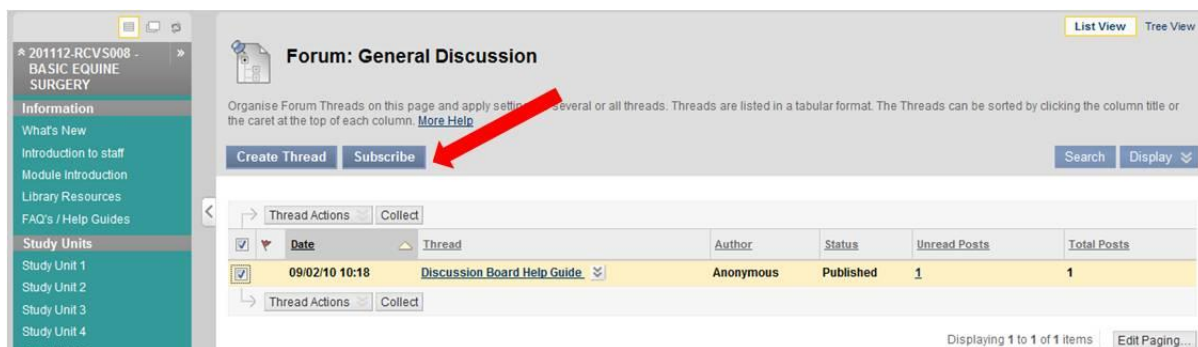 201112-RCVS008 -
BASIC EQUINE
SURGERY
Information
What's New
Introduction to staff
Module Introduction
Library Resources
FAQ's / Help Guides
Study Units
Study Unit 1
Study Unit 2
Study Unit 3
Study Unit 4
List View Tree View
Forum: General Discussion
Organise Forum Threads on this page and apply several or all threads. Threads are listed in a tabular format. The Threads can be sorted by clicking the column title or
the caret at the top of each column. More Help
Create Thread Subscribe Search Display
Thread Actions Collect
Date Thread Author Status Unread Posts Total Posts
09/02/10 10:18 Discussion Board Help Guide Anonymous Published 1 1
Thread Actions Collect
Displaying 1 to 1 of 1 items Edit Paging...